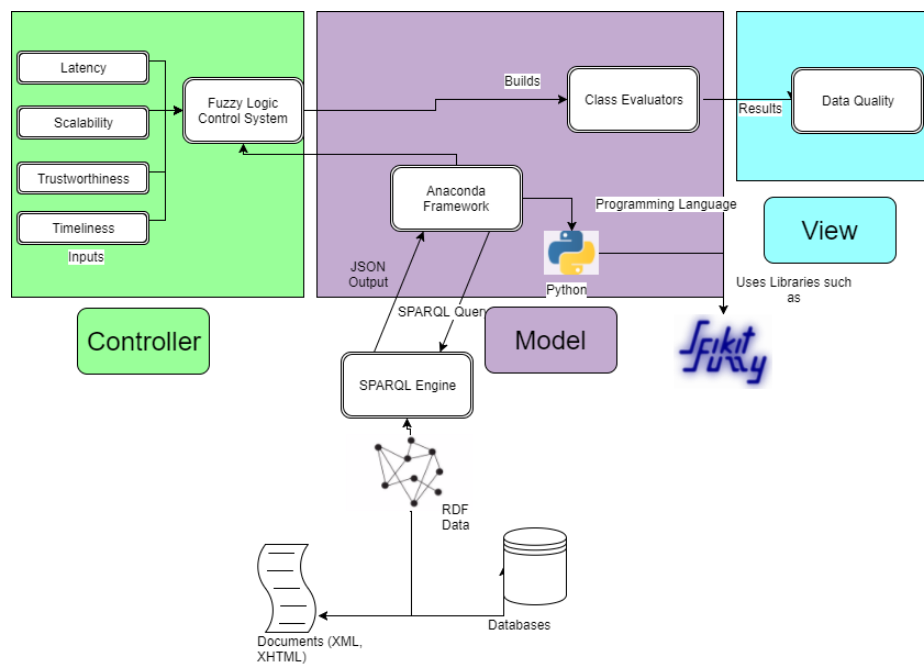 Latency
Scalability
Trustworthiness
Timeliness
Inputs
Fuzzy Logic
Control System
Builds
Class Evaluators
Results
Data Quality
Anaconda
Framework
Programming Language
Python
JSON
Output
SPARQL Quer
Uses Libraries such
as
Controller
Model
View
Scikit
Fuzzy
SPARQL Engine
RDF
Data
Databases
Documents (XML,
XHTML)